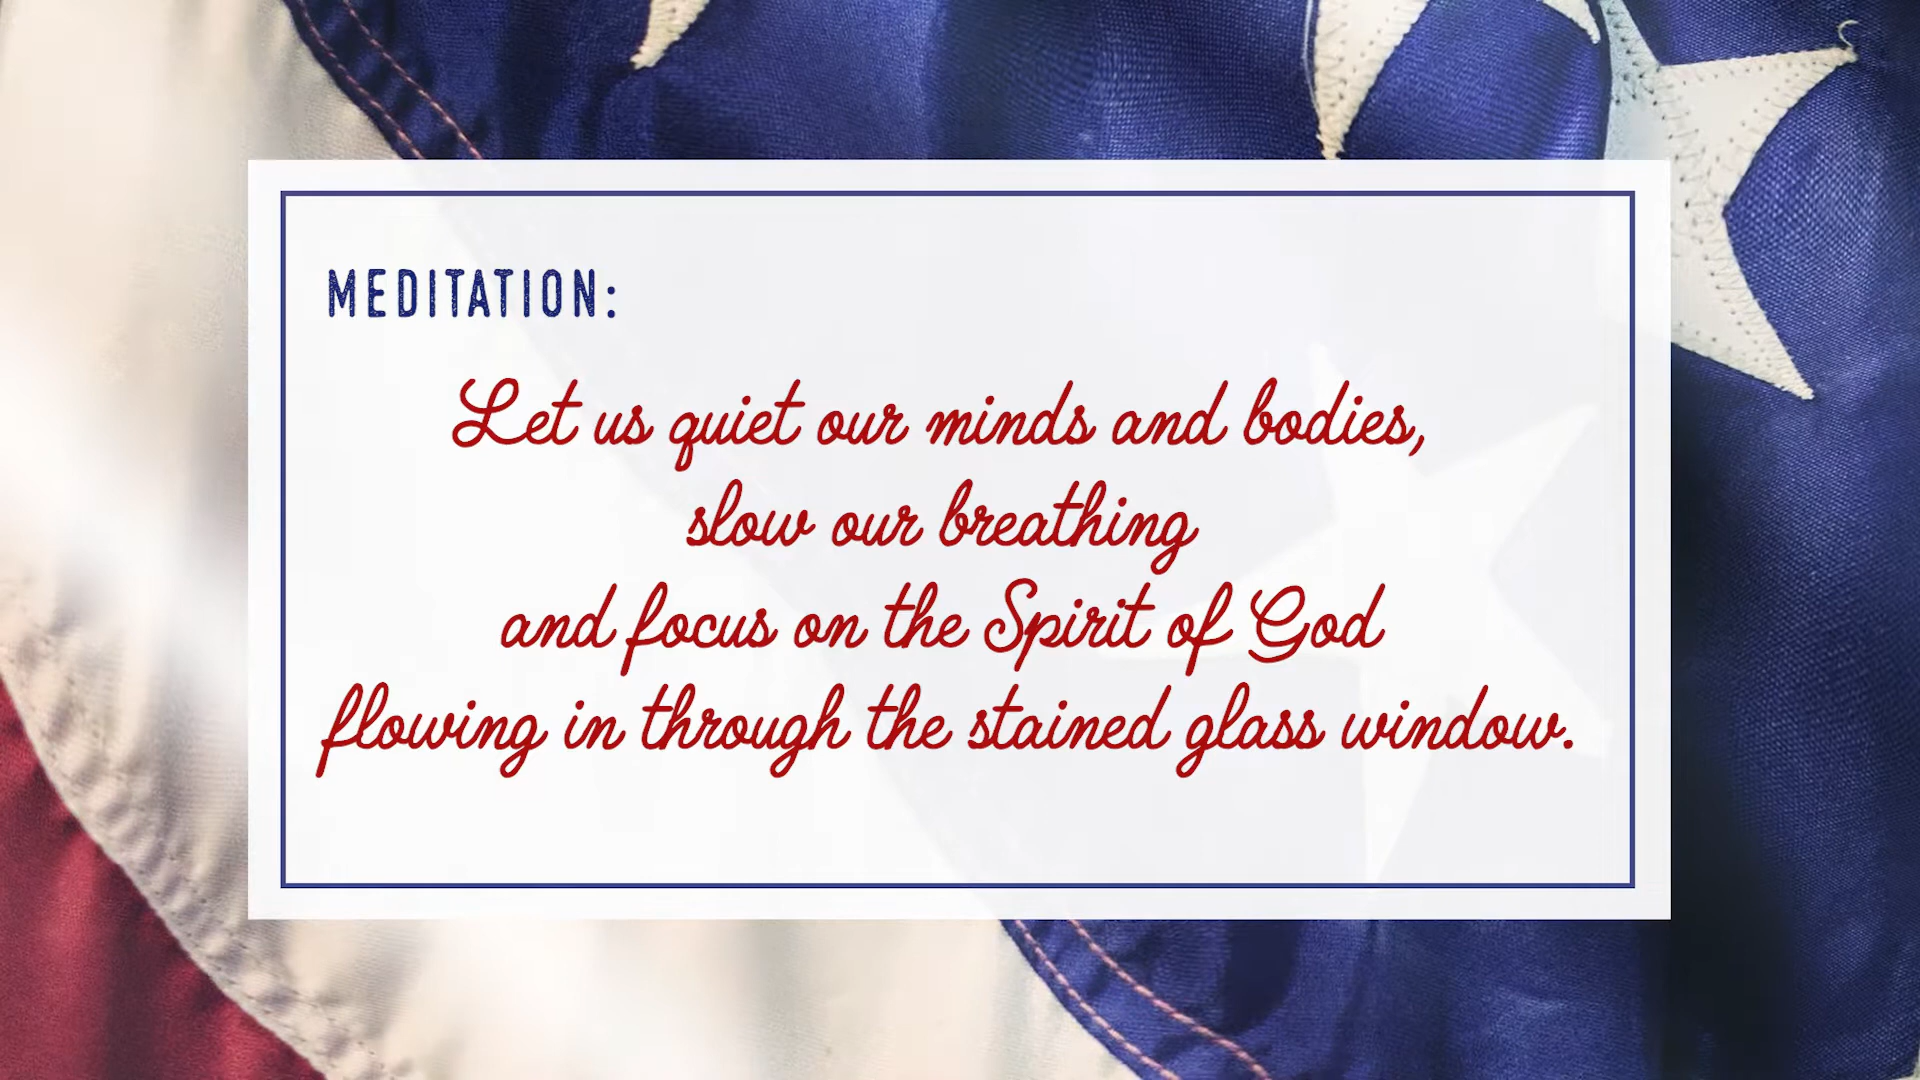 MEDITATION:
Let us quiet our minds and bodies,
slow our breathing
and focus on the Spirit of God
flowing in through the stained glass window.